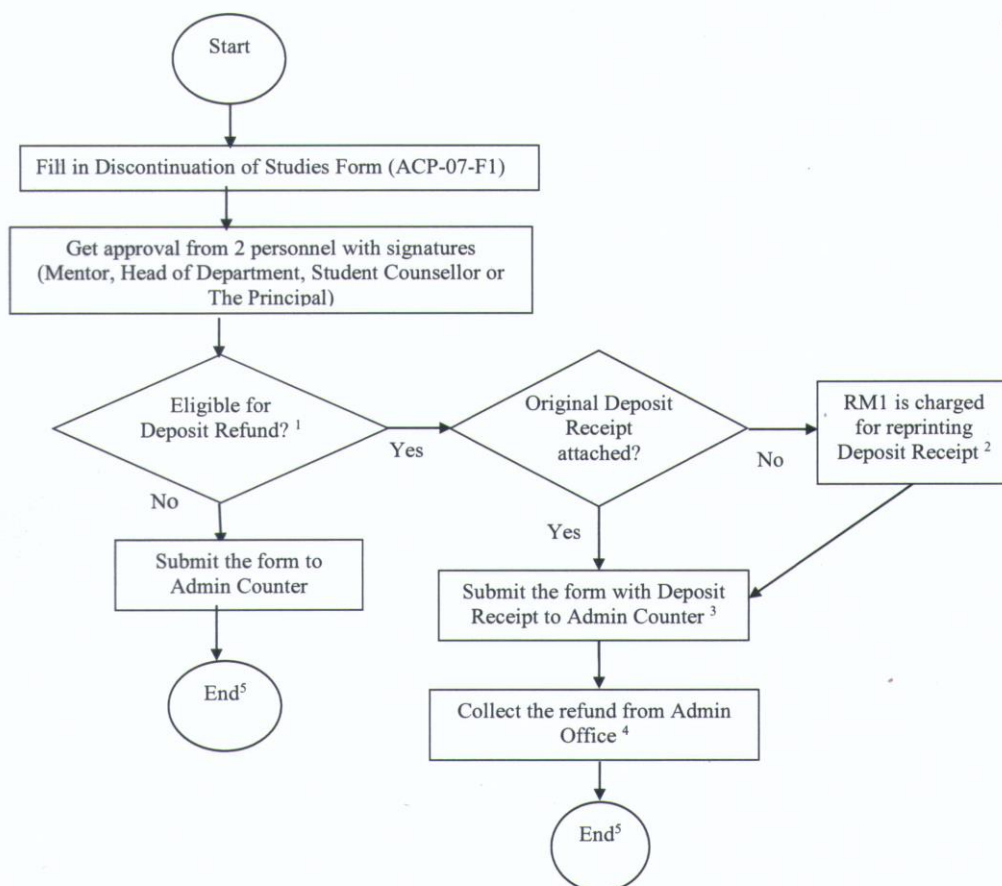 Start
Fill in Discontinuation of Studies Form (ACP-07-F1)
Get approval from 2 personnel with signatures
(Mentor, Head of Department, Student Counsellor or
The Principal)
Eligible for
Deposit Refund? ¹
Yes
No
Original Deposit
Receipt
attached?
No
Yes
RM1 is charged
for reprinting
Deposit Receipt ²
Submit the form to
Admin Counter
End⁵
Submit the form with Deposit
Receipt to Admin Counter ³
Collect the refund from Admin
Office ⁴
End⁵